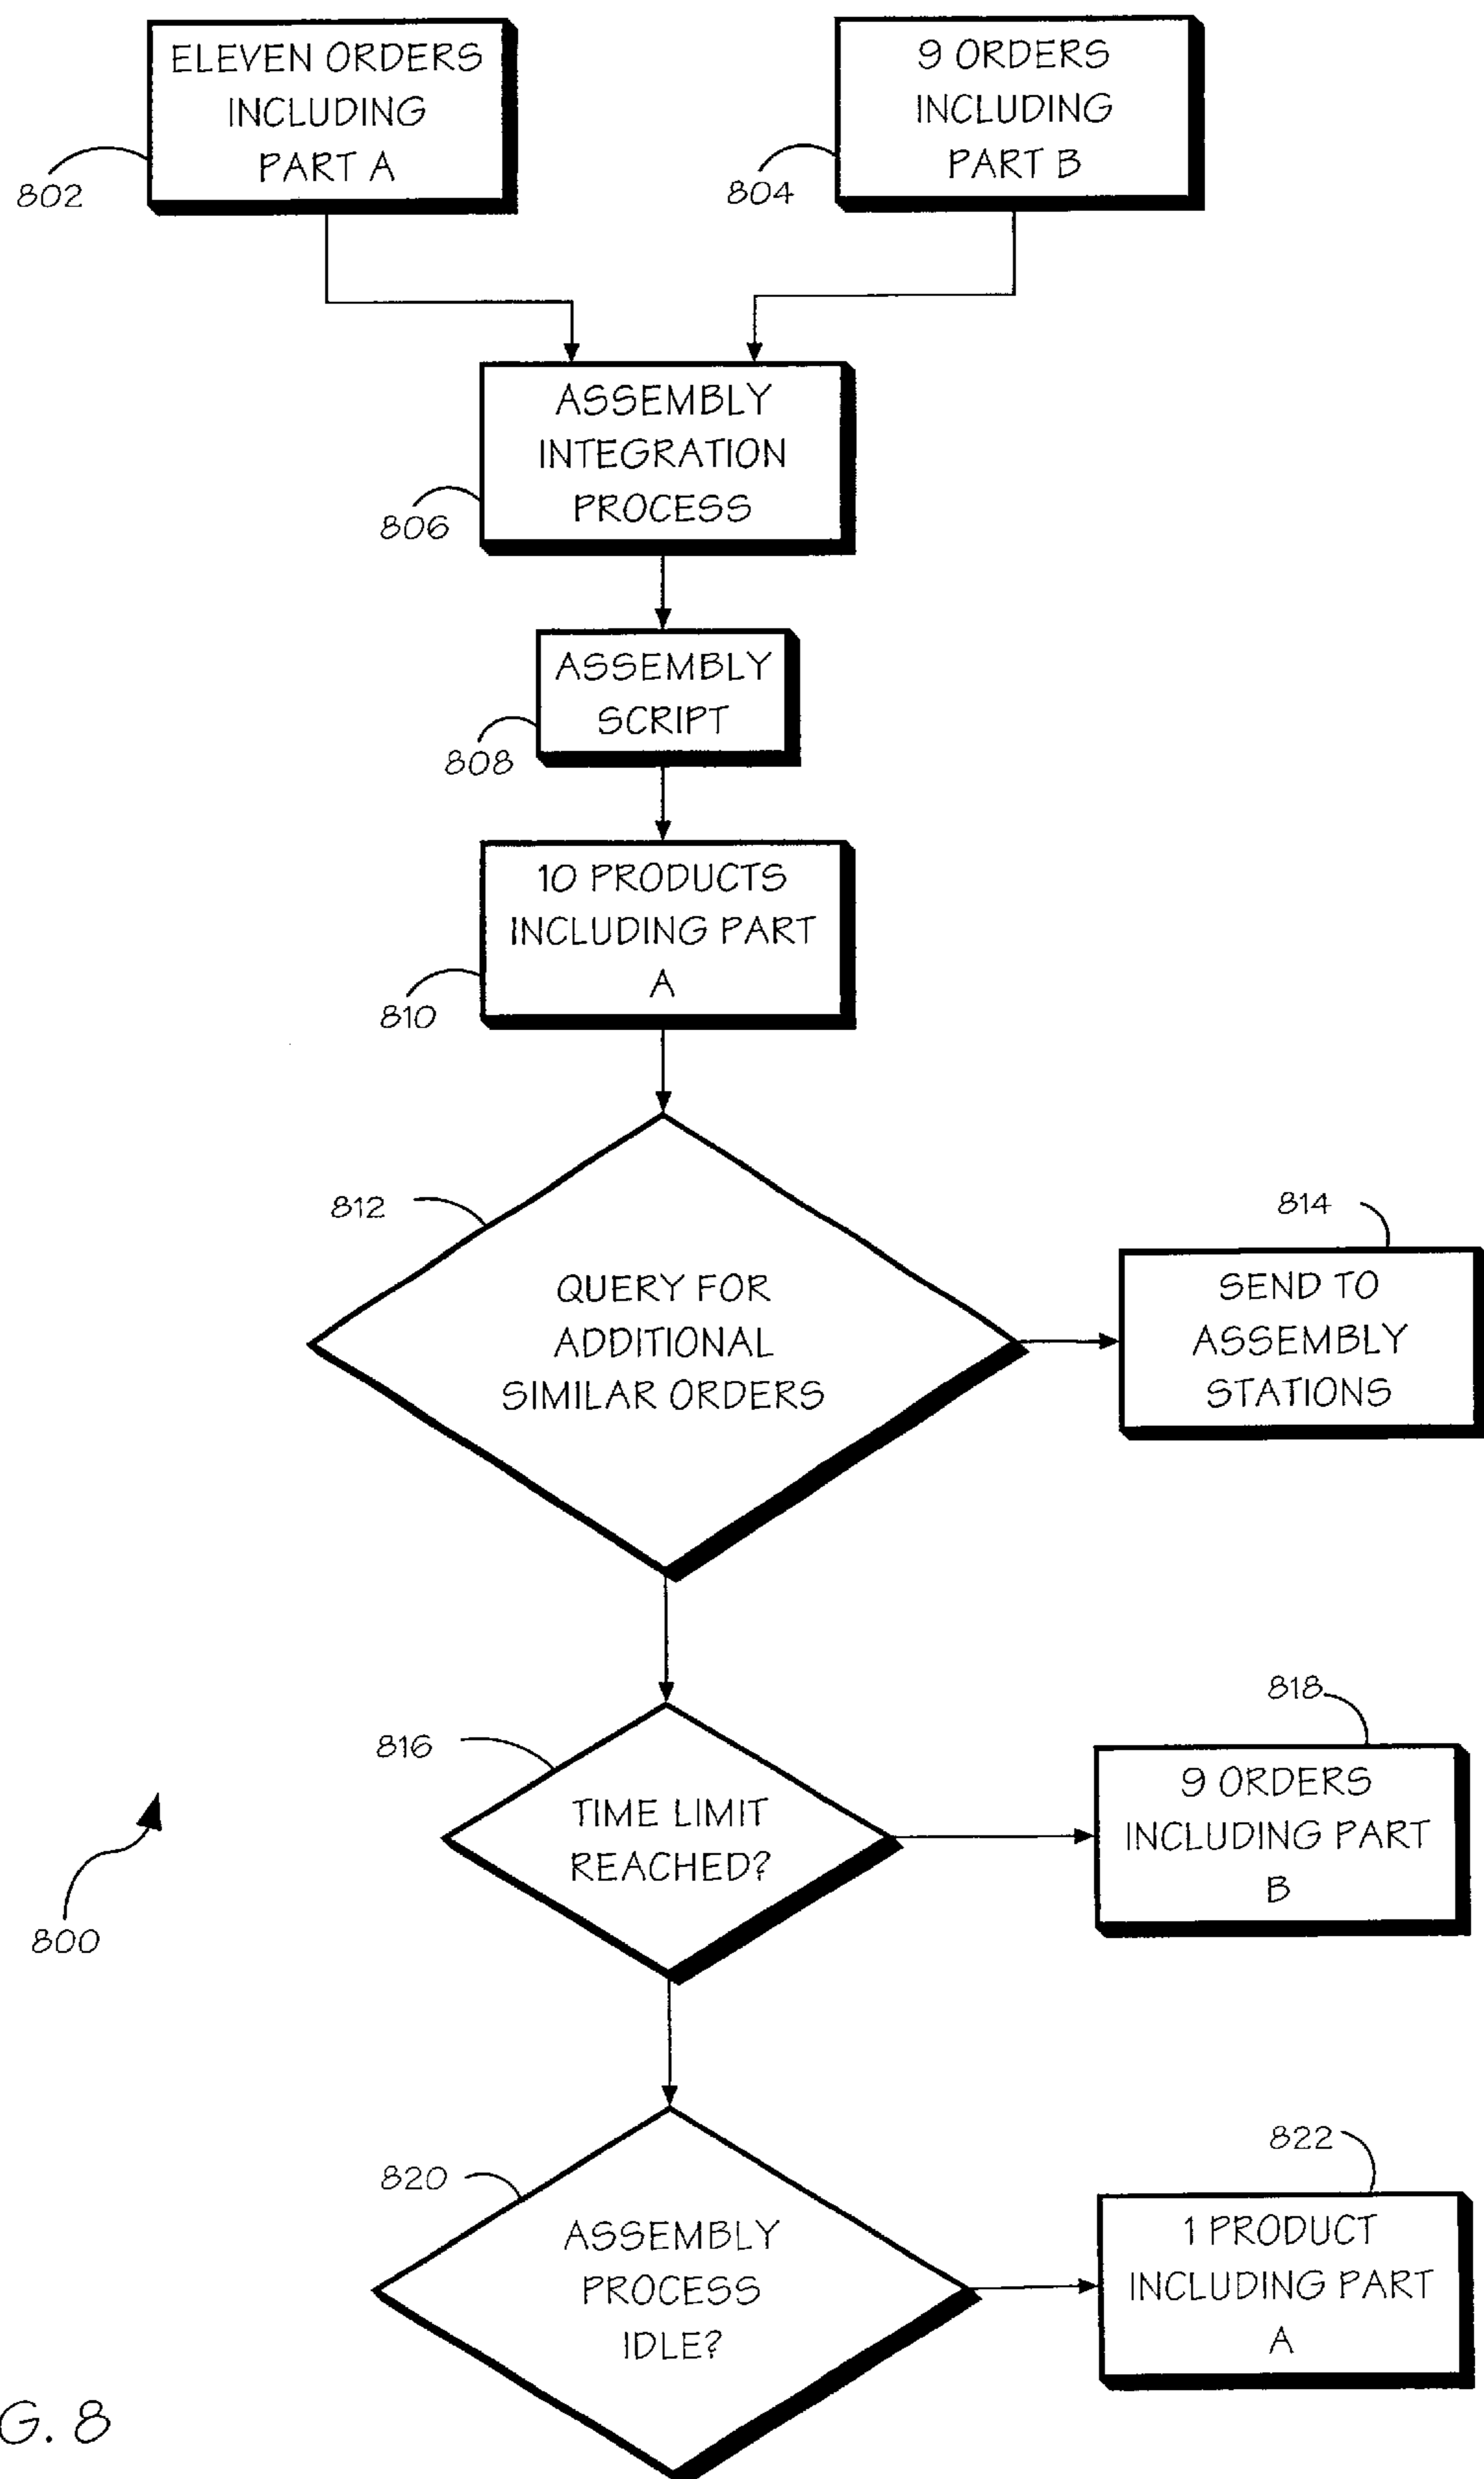 ELEVEN ORDERS
INCLUDING
PART A
802
9 ORDERS
INCLUDING
PART B
804
ASSEMBLY
INTEGRATION
PROCESS
806
ASSEMBLY
SCRIPT
808
10 PRODUCTS
INCLUDING PART
A
810
812
QUERY FOR
ADDITIONAL
SIMILAR ORDERS
814
SEND TO
ASSEMBLY
STATIONS
816
TIME LIMIT
REACHED?
818
9 ORDERS
INCLUDING PART
B
800
820
ASSEMBLY
PROCESS
IDLE?
822
1 PRODUCT
INCLUDING PART
A
G. 8